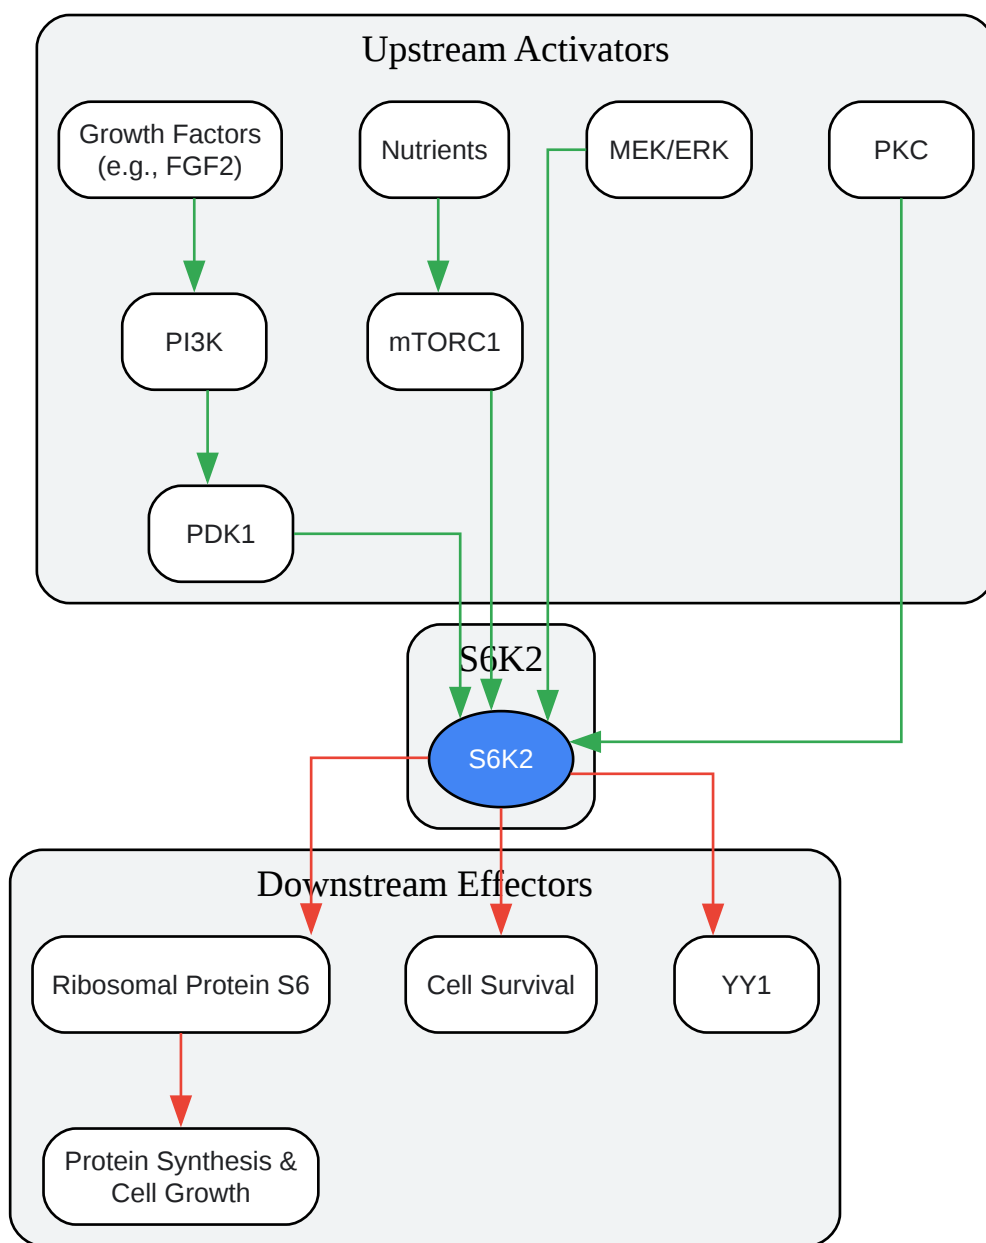 Upstream Activators
Growth Factors
(e.g., FGF2)
Nutrients
MEK/ERK
PKC
PI3K
mTORC1
PDK1
S6K2
S6K2
Downstream Effectors
Ribosomal Protein S6
Cell Survival
YY1
Protein Synthesis &
Cell Growth